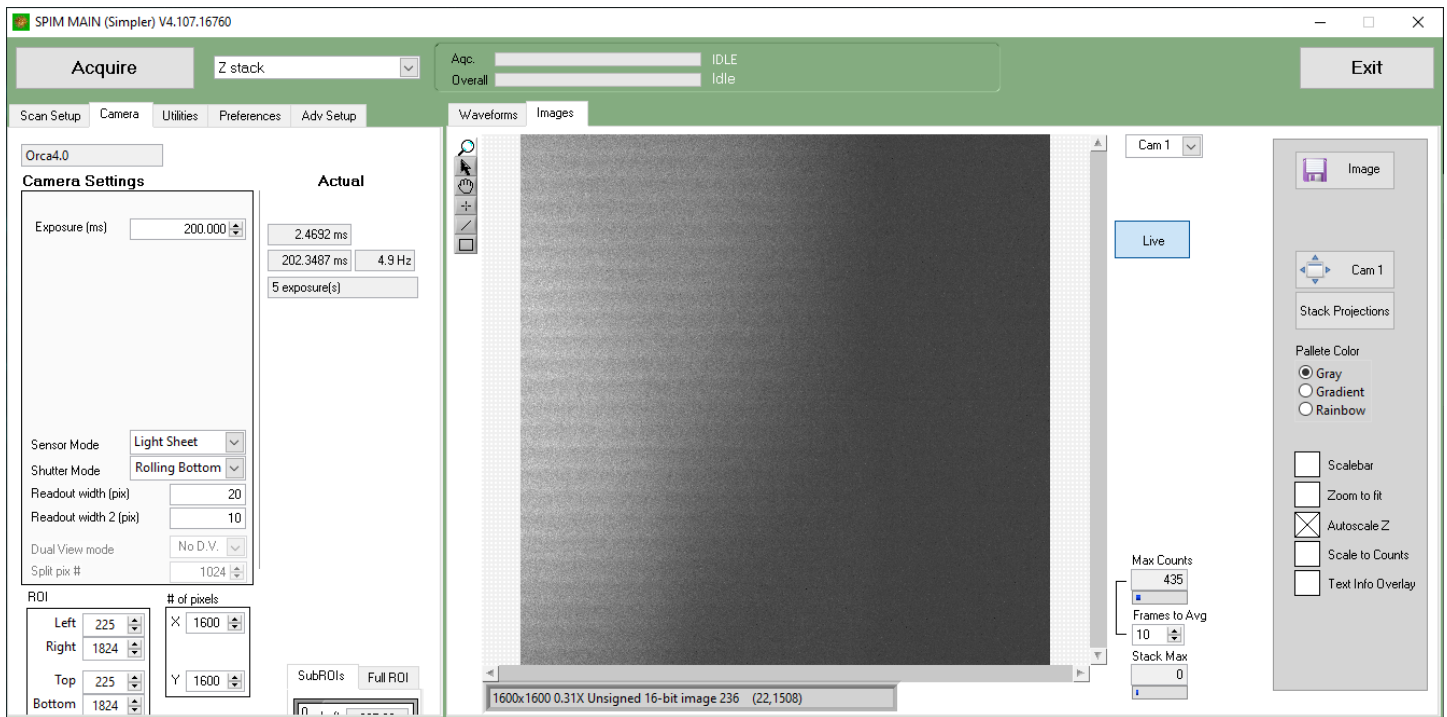 SPIM MAIN (Simpler) V4.107.16760
Acquire
Z stack
Aqc.
IDLE
Overall
Idle
Exit
Scan Setup
Camera
Utilities
Preferences
Adv Setup
Waveforms
Images
Orca4.0
Camera Settings
Actual
Exposure (ms)
200.000
2.4692 ms
202.3487 ms
4.9 Hz
5 exposure(s)
Sensor Mode
Light Sheet
Shutter Mode
Rolling Bottom
Readout width (pix)
20
Readout width 2 (pix)
10
Dual View mode
No D.V.
Split pix #
1024
ROI
Left
225
Right
1824
Top
225
Bottom
1824
# of pixels
X
1600
Y
1600
SubROIs
Full ROI
1600x1600 0.31X Unsigned 16-bit image 236 (22,1508)
Cam 1
Live
Max Counts
435
Frames to Avg
10
Stack Max
0
Image
Cam 1
Stack Projections
Pallete Color
Gray
Gradient
Rainbow
Scalebar
Zoom to fit
Autoscale Z
Scale to Counts
Text Info Overlay